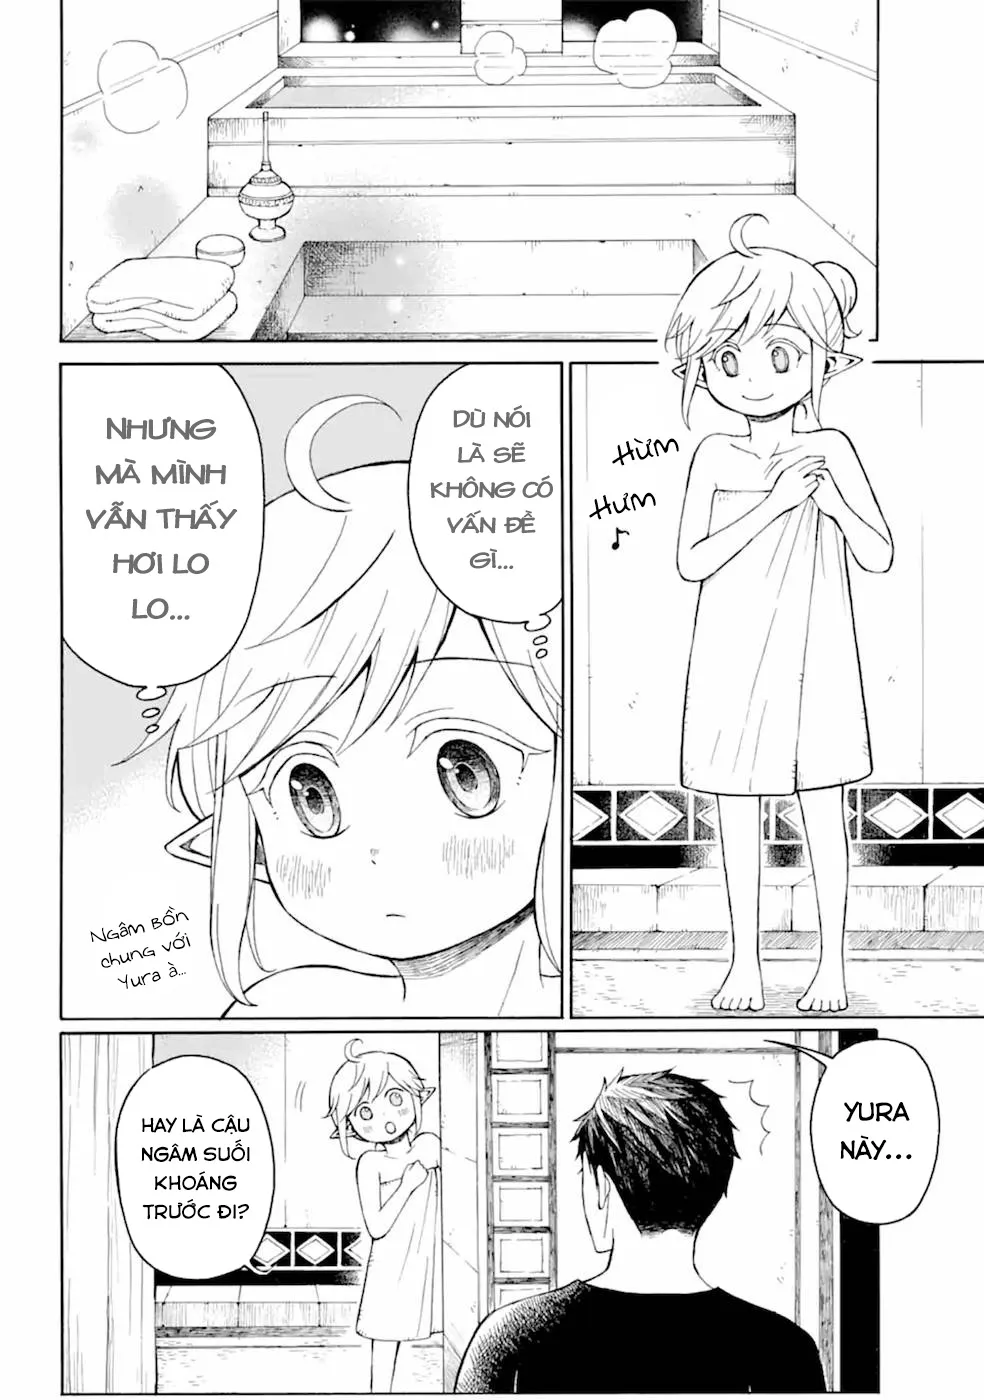 HỪM
HƯM
DÙ NÓI
LÀ SẼ
KHÔNG CÓ
VẤN ĐỀ
GÌ...
NHƯNG
MÀ MÌNH
VẪN THẤY
HƠI LO
LO...
NGÂM BỒN
chung với
Yura à...
YURA
NÀY...
HAY LÀ CẬU
NGÂM SUỐI
KHOÁNG
TRƯỚC ĐI?